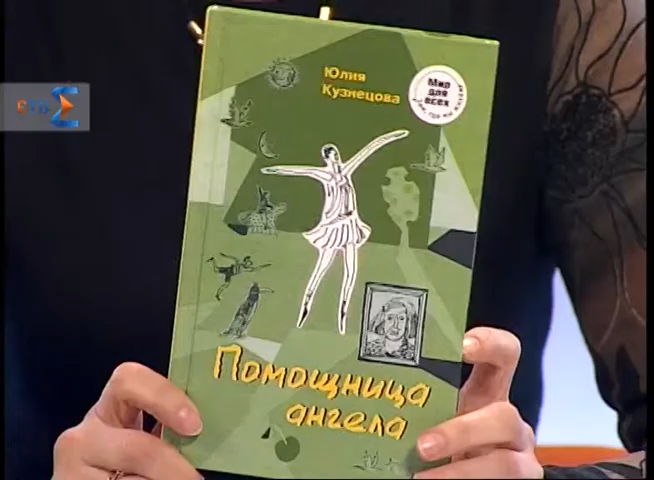 Юлия
Кузнецова
Мир
для
всех
Помощница
ангела